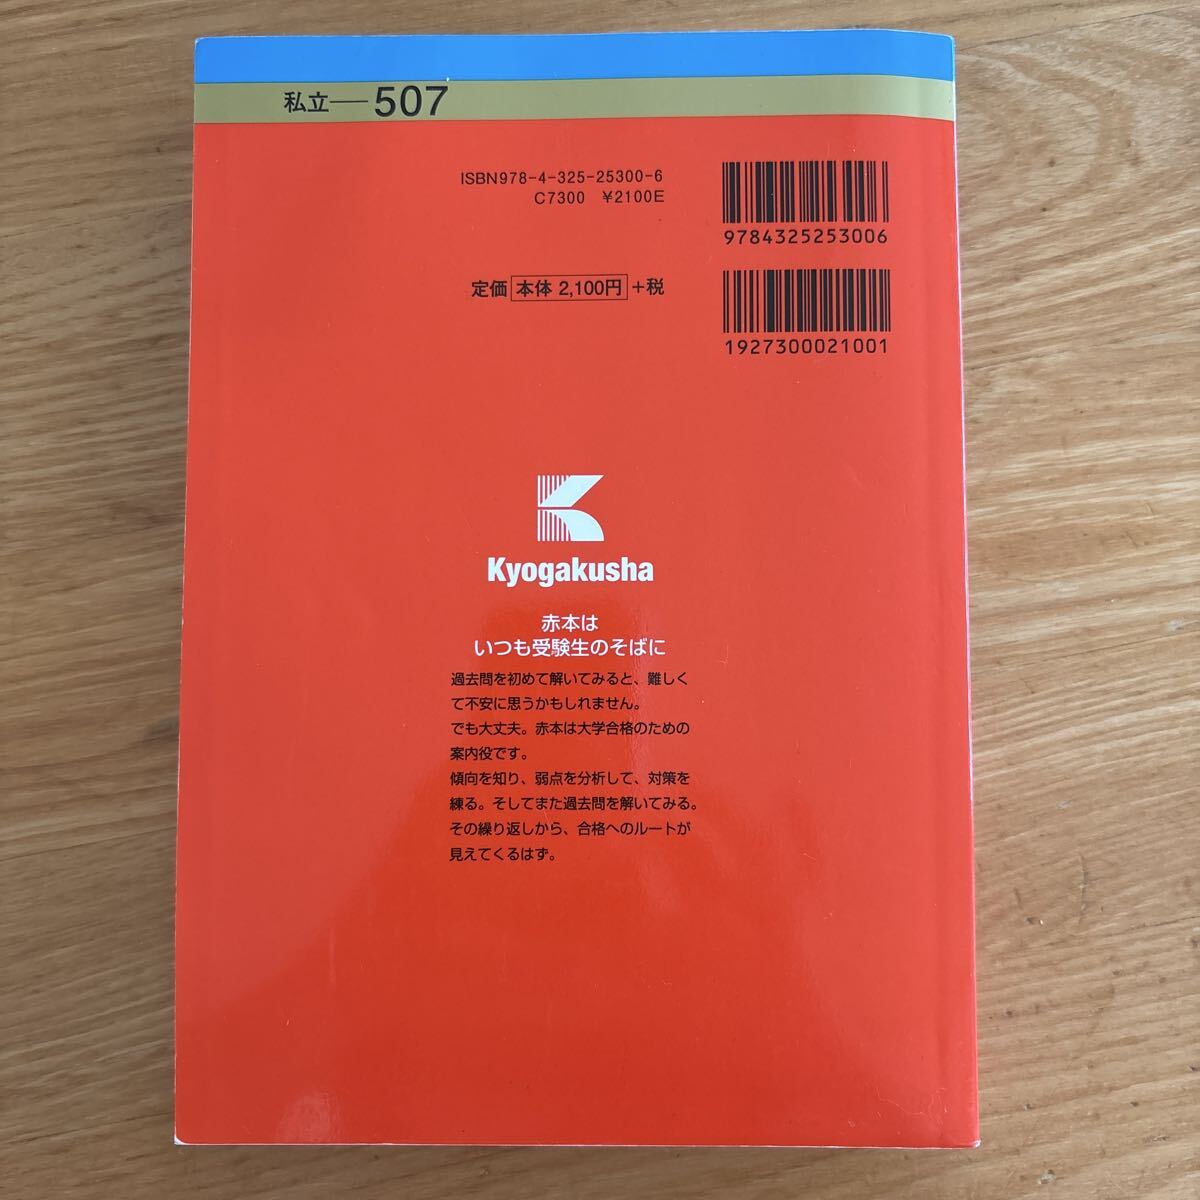 私立―507
ISBN978-4-325-25300-6
C7300 ¥2100E
9784325253006
定価 本体 2,100円 +税
1927300021001
Kyogakusha
赤本は
いつも受験生のそばに
過去問を初めて解いてみると、難しく
て不安に思うかもしれません。
でも大丈夫。赤本は大学合格のための
案内役です。
傾向を知り、弱点を分析して、対策を
練る。そしてまた過去問を解いてみる。
その繰り返しから、合格へのルートが
見えてくるはず。